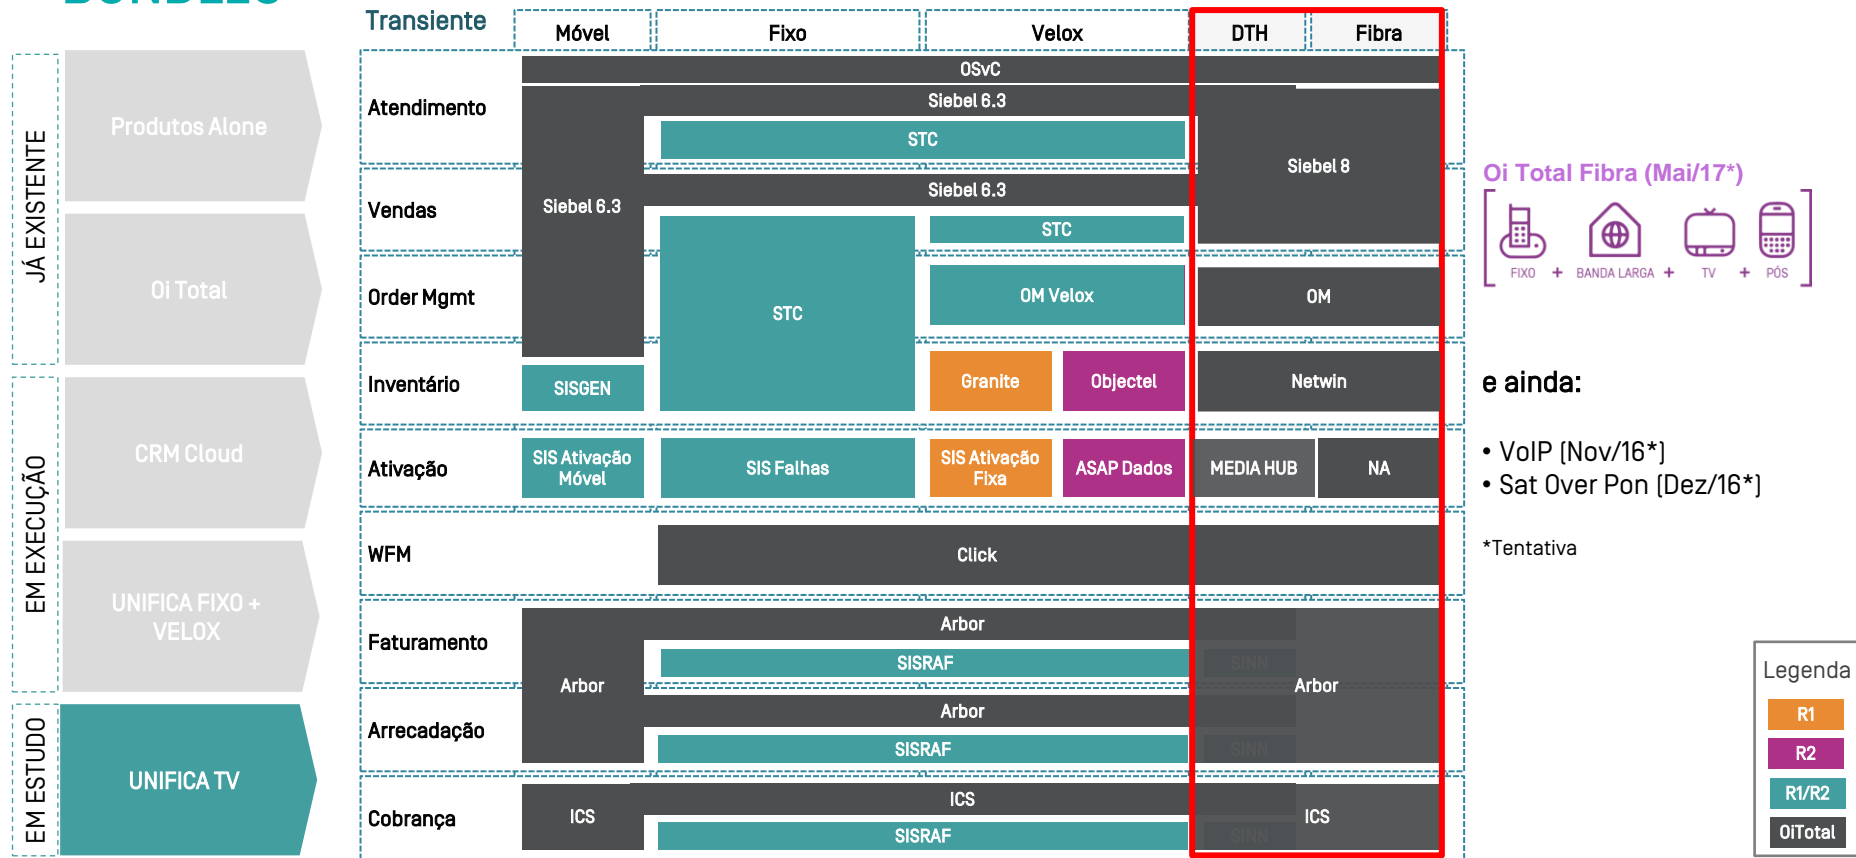 Transiente
Móvel
Fixo
Velox
DTH
Fibra
JÁ EXISTENTE
Produtos Alone
Oi Total
EM EXECUÇÃO
CRM Cloud
UNIFICA FIXO +
VELOX
EM ESTUDO
UNIFICA TV
Atendimento
OSvC
Siebel 6.3
STC
Siebel 8
Vendas
Siebel 6.3
Siebel 6.3
STC
Order Mgmt
STC
OM Velox
OM
Inventário
SISGEN
Granite
Objectel
Netwin
Ativação
SIS Ativação
Móvel
SIS Falhas
SIS Ativação
Fixa
ASAP Dados
MEDIA HUB
NA
WFM
Click
Faturamento
Arbor
SISRAF
SINN
Arbor
Arbor
Arrecadação
Arbor
SISRAF
SINN
Cobrança
ICS
ICS
SISRAF
SINN
ICS
Oi Total Fibra (Mai/17*)
FIXO + BANDA LARGA + TV + PÓS
e ainda:
• VoIP (Nov/16*)
• Sat Over Pon (Dez/16*)
*Tentativa
Legenda
R1
R2
R1/R2
OiTotal